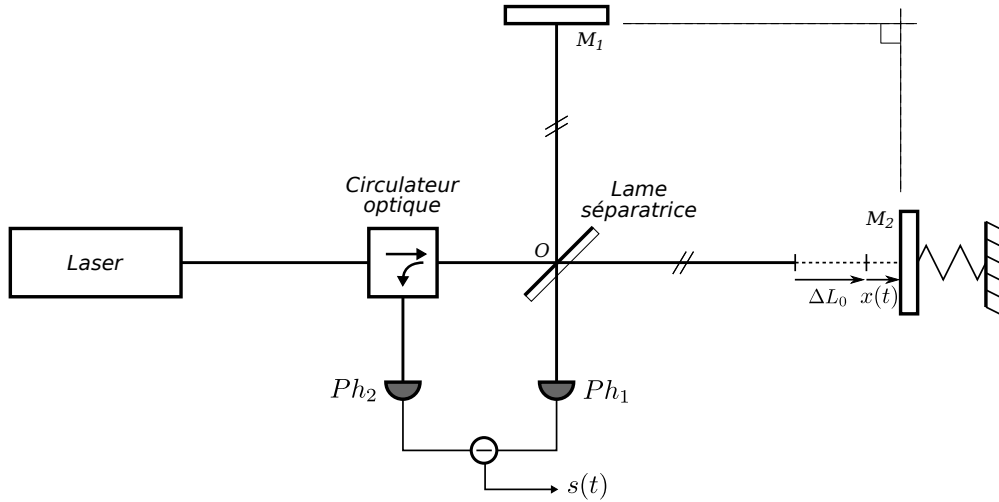 M₁
Circulateur
optique
Lame
séparatrice
M₂
Laser
O
ΔL₀ x(t)
Ph₂
Ph₁
−
s(t)